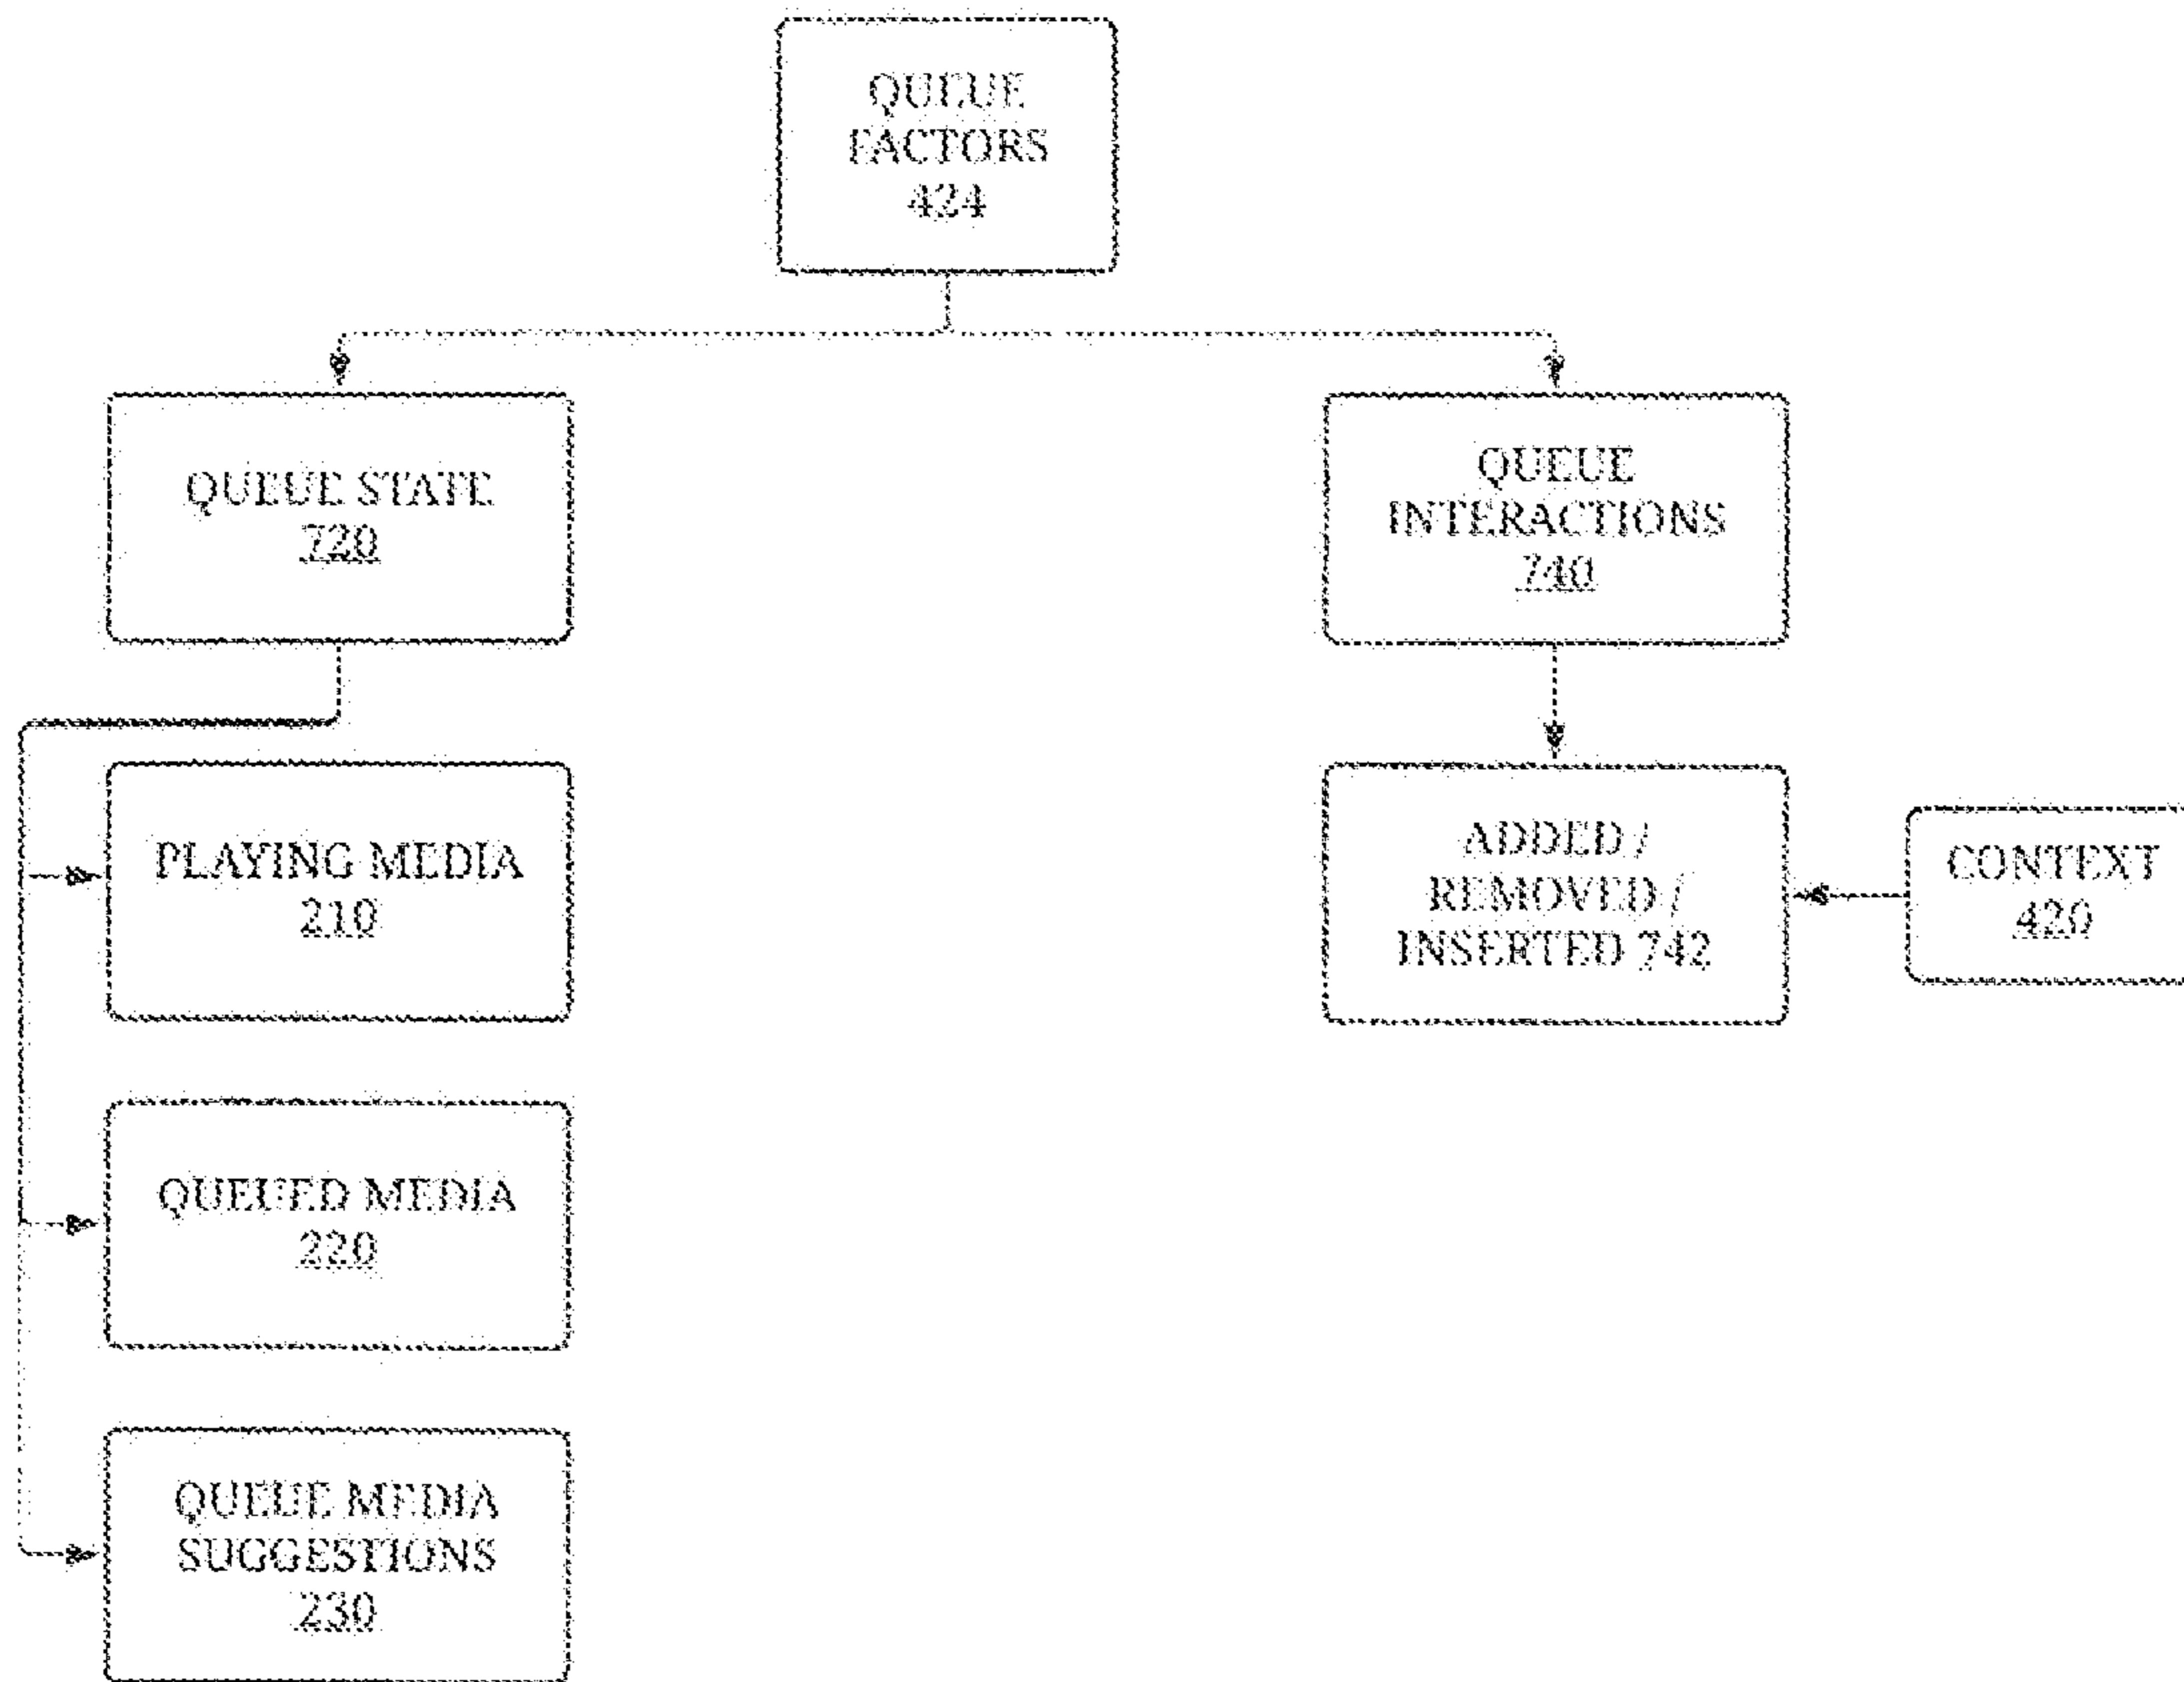 QUEUE
FACTORS
424
QUEUE STATE
720
QUEUE
INTERACTIONS
740
PLAYING MEDIA
210
ADDED /
REMOVED /
INSERTED 742
CONTEXT
420
QUEUED MEDIA
220
QUEUE MEDIA
SUGGESTIONS
230